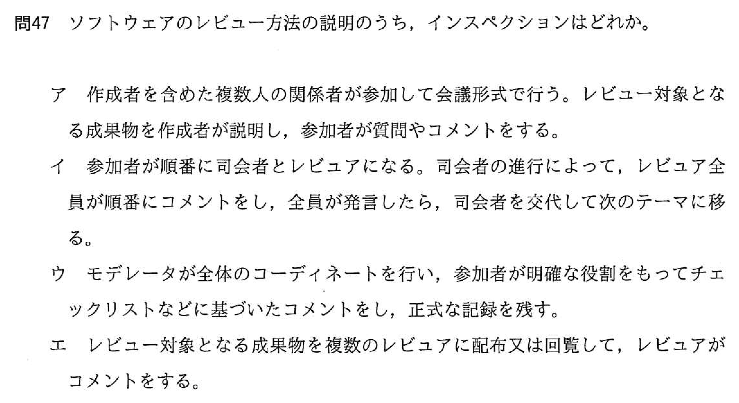 問47 ソフトウェアのレビュー方法の説明のうち，インスペクションはどれか。
ア 作成者を含めた複数人の関係者が参加して会議形式で行う。レビュー対象とな
る成果物を作成者が説明し，参加者が質問やコメントをする。
イ 参加者が順番に司会者とレビュアになる。司会者の進行によって，レビュア全
員が順番にコメントをし，全員が発言したら，司会者を交代して次のテーマに移
る。
ウ モデレータが全体のコーディネートを行い，参加者が明確な役割をもってチェ
ックリストなどに基づいたコメントをし，正式な記録を残す。
エ レビュー対象となる成果物を複数のレビュアに配布又は回覧して，レビュアが
コメントをする。